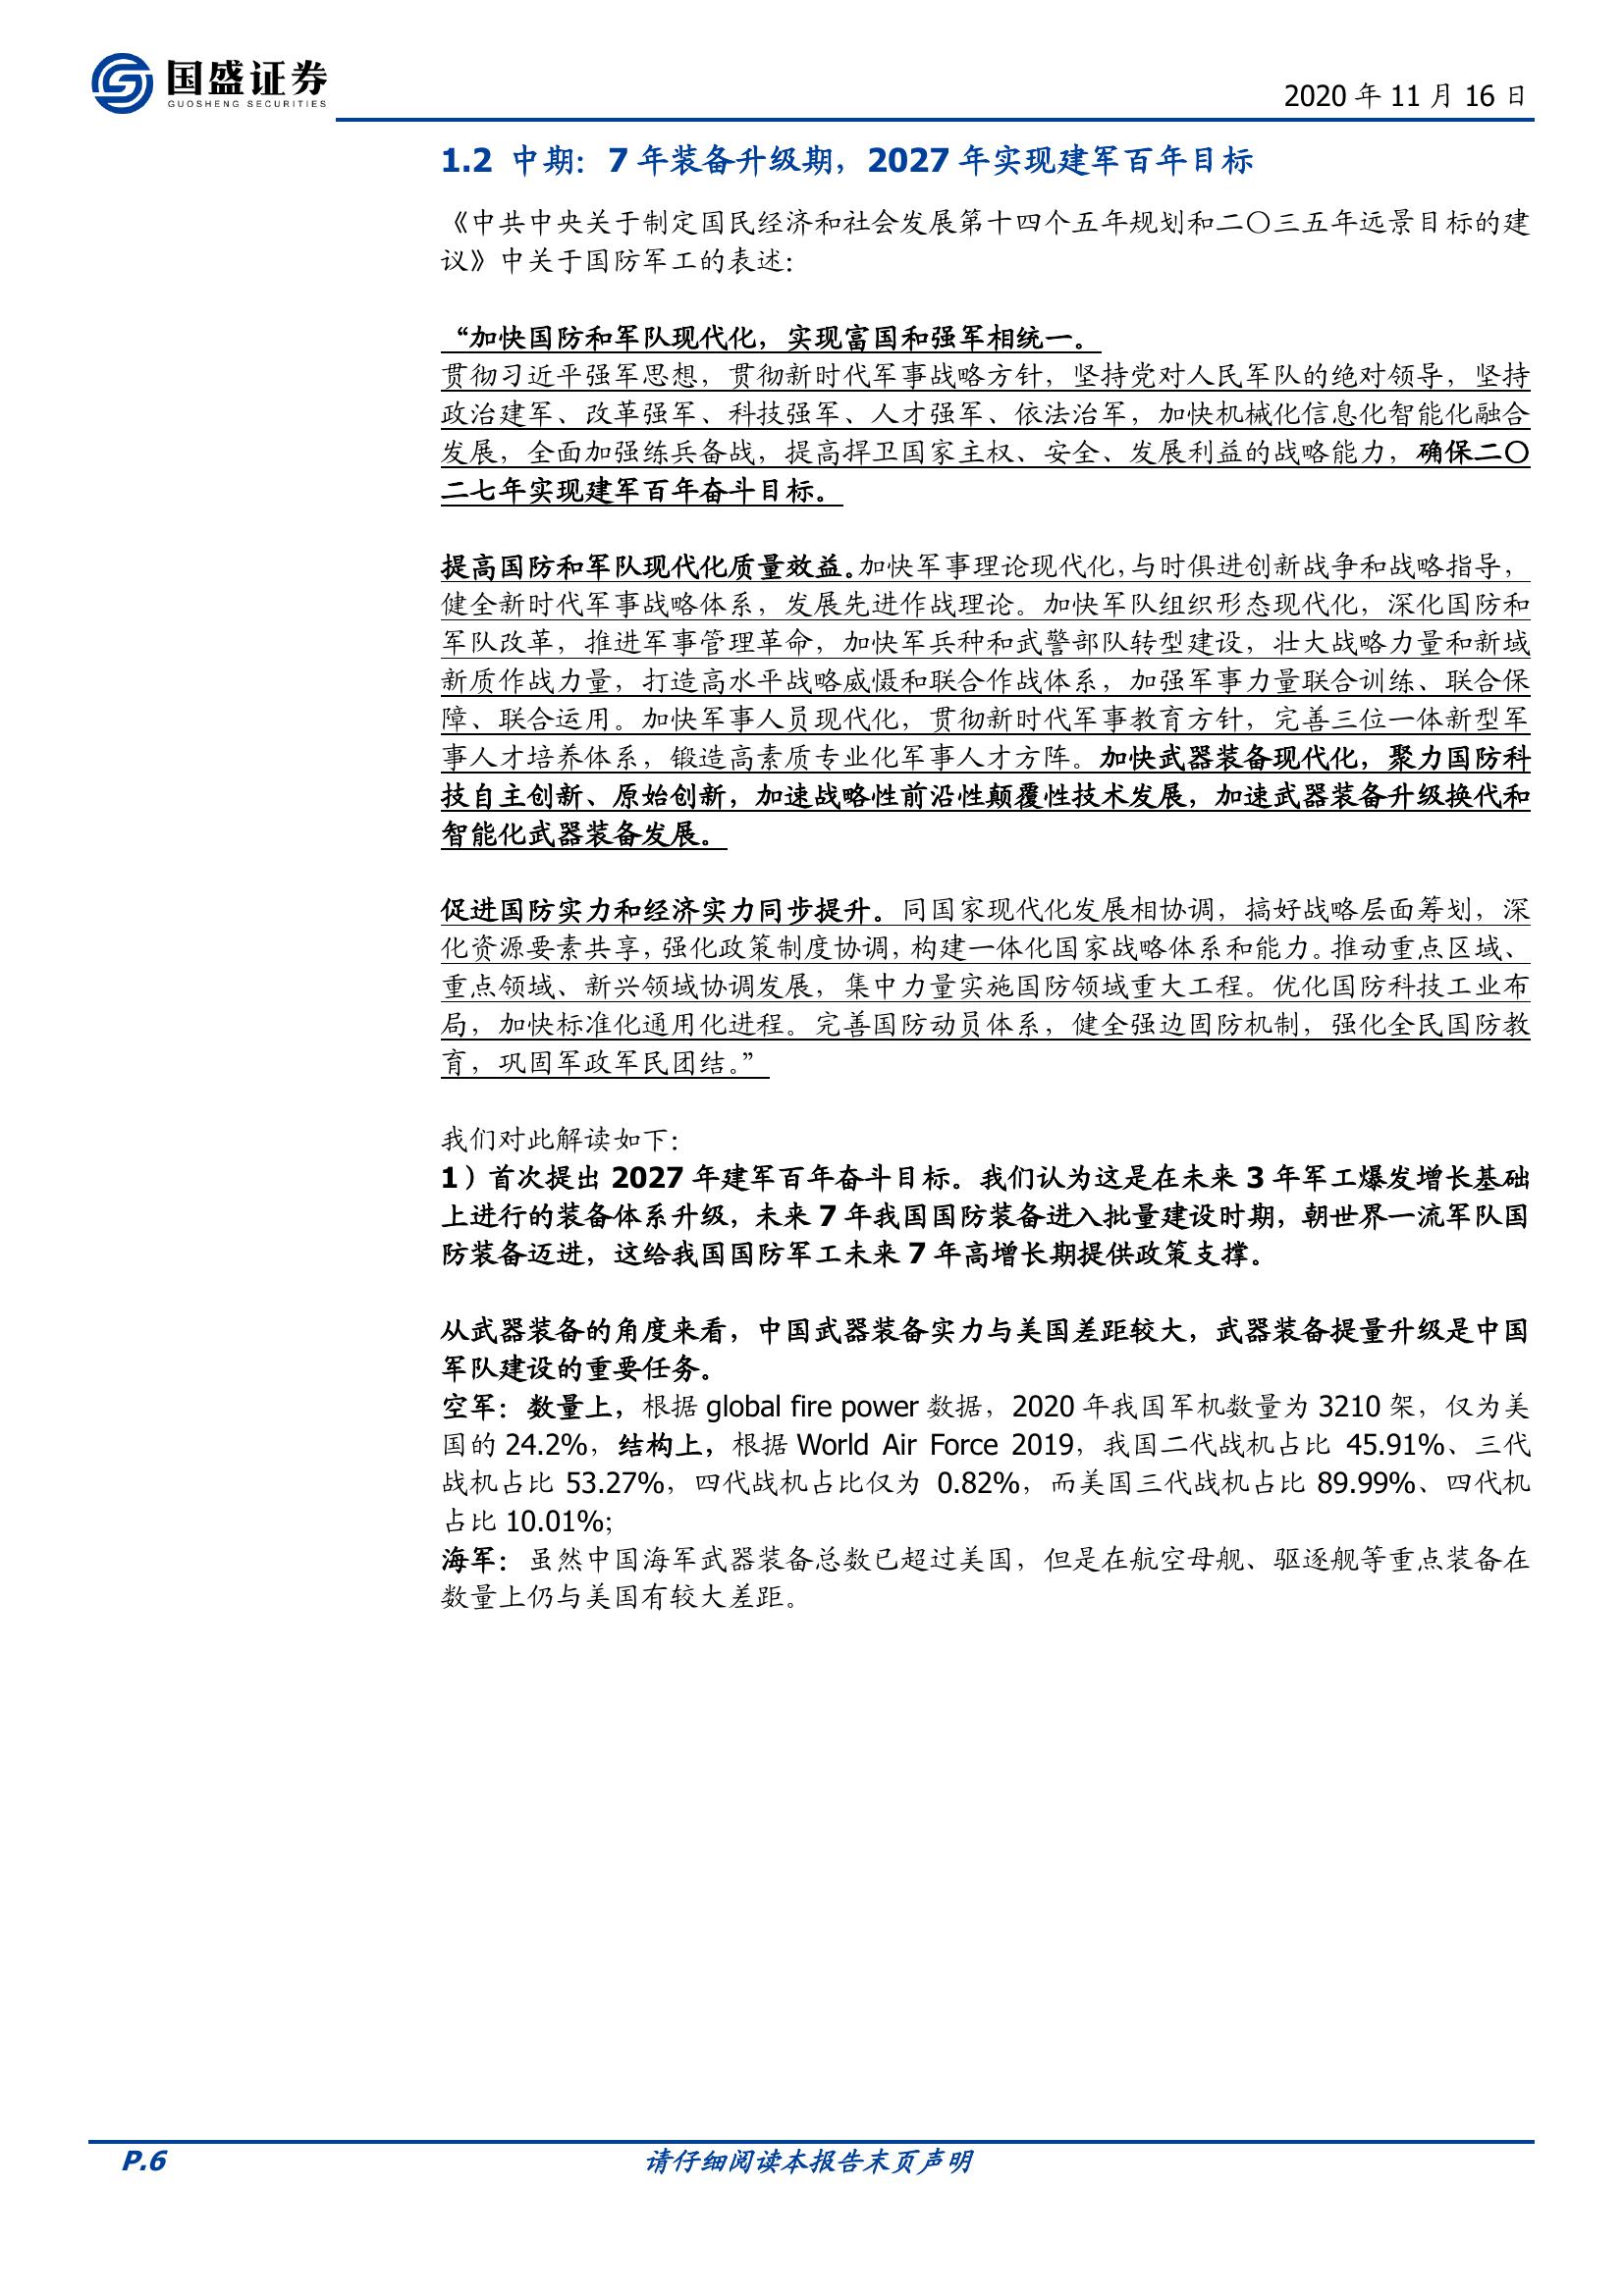 国盛证券
GUOSHENG SECURITIES
2020 年 11 月 16 日
1.2 中期：7 年装备升级期，2027 年实现建军百年目标
《中共中央关于制定国民经济和社会发展第十四个五年规划和二〇三五年远景目标的建
议》中关于国防军工的表述：
“加快国防和军队现代化，实现富国和强军相统一。
贯彻习近平强军思想，贯彻新时代军事战略方针，坚持党对人民军队的绝对领导，坚持
政治建军、改革强军、科技强军、人才强军、依法治军，加快机械化信息化智能化融合
发展，全面加强练兵备战，提高捍卫国家主权、安全、发展利益的战略能力，确保二〇
二七年实现建军百年奋斗目标。
提高国防和军队现代化质量效益。加快军事理论现代化，与时俱进创新战争和战略指导，
健全新时代军事战略体系，发展先进作战理论。加快军队组织形态现代化，深化国防和
军队改革，推进军事管理革命，加快军兵种和武警部队转型建设，壮大战略力量和新域
新质作战力量，打造高水平战略威慑和联合作战体系，加强军事力量联合训练、联合保
障、联合运用。加快军事人员现代化，贯彻新时代军事教育方针，完善三位一体新型军
事人才培养体系，锻造高素质专业化军事人才方阵。加快武器装备现代化，聚力国防科
技自主创新、原始创新，加速战略性前沿性颠覆性技术发展，加速武器装备升级换代和
智能化武器装备发展。
促进国防实力和经济实力同步提升。同国家现代化发展相协调，搞好战略层面筹划，深
化资源要素共享，强化政策制度协调，构建一体化国家战略体系和能力。推动重点区域、
重点领域、新兴领域协调发展，集中力量实施国防领域重大工程。优化国防科技工业布
局，加快标准化通用化进程。完善国防动员体系，健全强边固防机制，强化全民国防教
育，巩固军政军民团结。”
我们对此解读如下：
1）首次提出 2027 年建军百年奋斗目标。我们认为这是在未来 3 年军工爆发增长基础
上进行的装备体系升级，未来 7 年我国国防装备进入批量建设时期，朝世界一流军队国
防装备迈进，这给我国国防军工未来 7 年高增长期提供政策支撑。
从武器装备的角度来看，中国武器装备实力与美国差距较大，武器装备提量升级是中国
军队建设的重要任务。
空军：数量上，根据 global fire power 数据，2020 年我国军机数量为 3210 架，仅为美
国的 24.2%，结构上，根据 World Air Force 2019，我国二代战机占比 45.91%、三代
战机占比 53.27%，四代战机占比仅为 0.82%，而美国三代战机占比 89.99%、四代机
占比 10.01%；
海军：虽然中国海军武器装备总数已超过美国，但是在航空母舰、驱逐舰等重点装备在
数量上仍与美国有较大差距。
P.6
请仔细阅读本报告末页声明